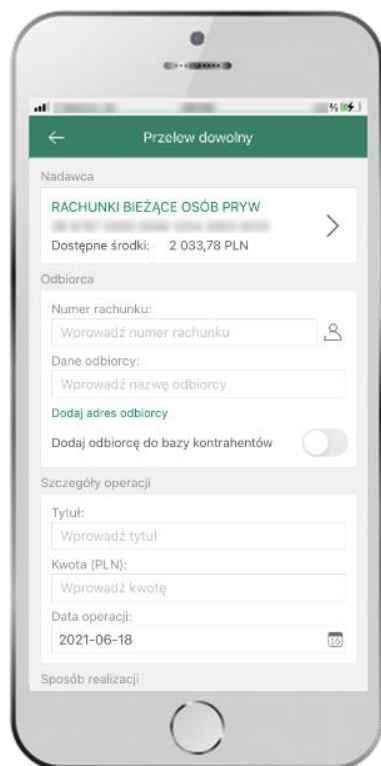 Przelew dowolny
Nadawca
RACHUNKI BIEŻĄCE OSÓB PRYW
Dostępne środki: 2 033,78 PLN
Odbiorca
Numer rachunku:
Wprowadź numer rachunku
Dane odbiorcy:
Wprowadź nazwę odbiorcy
Dodaj adres odbiorcy
Dodaj odbiorcę do bazy kontrahentów
Szczegóły operacji
Tytuł:
Wprowadź tytuł
Kwota (PLN):
Wprowadź kwotę
Data operacji:
2021-06-18
Sposób realizacji